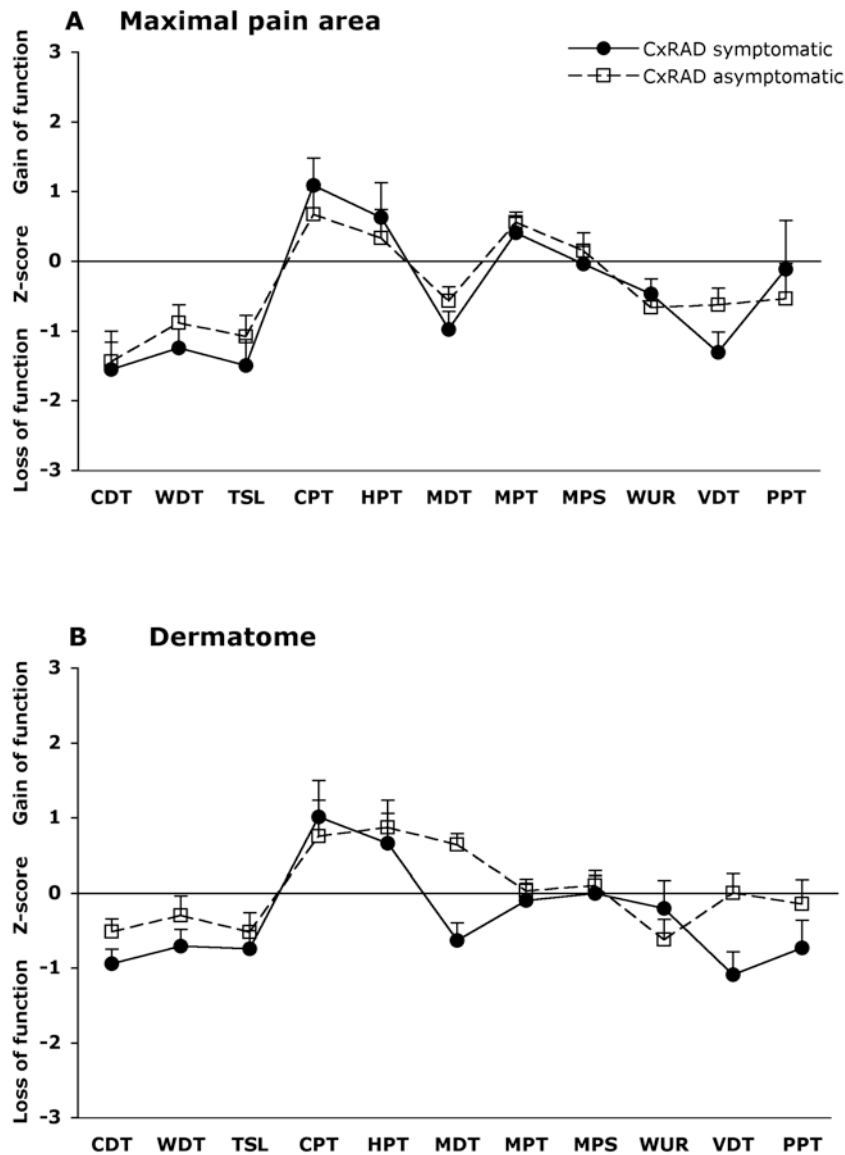 A Maximal pain area
CxRAD symptomatic
CxRAD asymptomatic
Gain of function
Z-score
Loss of function
3
2
1
0
-1
-2
-3
CDT WDT TSL CPT HPT MDT MPT MPS WUR VDT PPT
B Dermatome
Gain of function
Z-score
Loss of function
3
2
1
0
-1
-2
-3
CDT WDT TSL CPT HPT MDT MPT MPS WUR VDT PPT